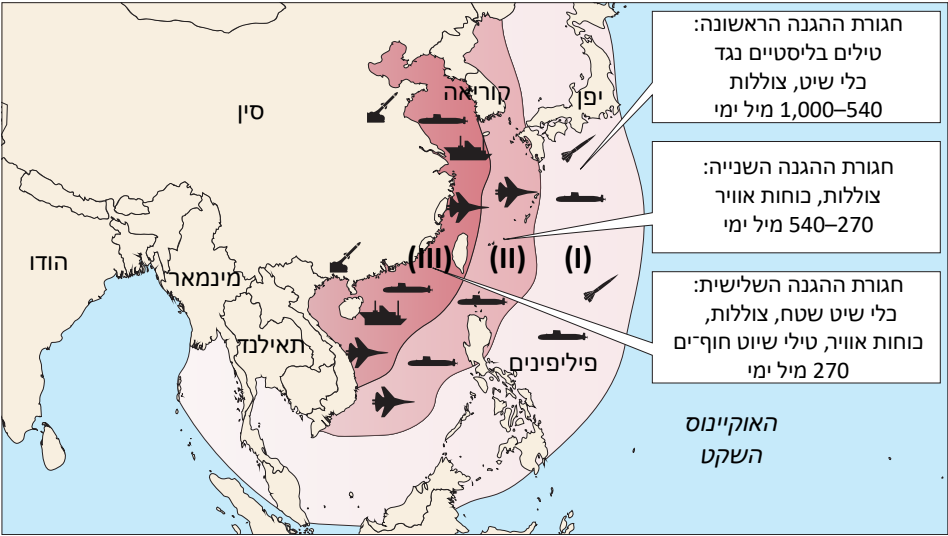 חגורת ההגנה הראשונה:
טילים בליסטיים נגד
כלי שיט, צוללות
540–1,000 מיל ימי
חגורת ההגנה השנייה:
צוללות, כוחות אוויר
270–540 מיל ימי
חגורת ההגנה השלישית:
כלי שיט שטח, צוללות,
כוחות אוויר, טילי שיוט חוף־ים
270 מיל ימי
יפן
קוריאה
סין
(I)
(II)
(III)
הודו
מינמאר
תאילנד
פיליפינים
האוקיינוס
השקט